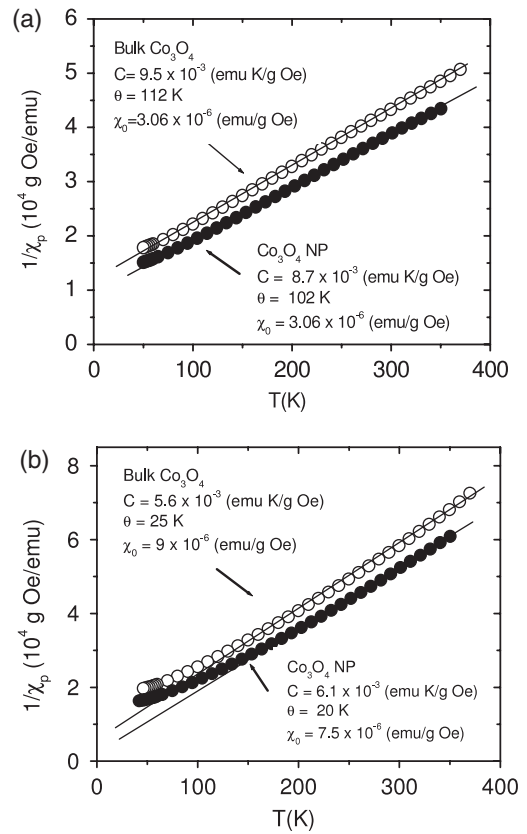 (a)
6
Bulk Co₃O₄
C= 9.5 x 10⁻³ (emu K/g Oe)
θ = 112 K
χ₀=3.06 x 10⁻⁶ (emu/g Oe)
5
4
3
2
1
0
1/χₚ (10⁴ g Oe/emu)
Co₃O₄ NP
C = 8.7 x 10⁻³ (emu K/g Oe)
θ = 102 K
χ₀ = 3.06 x 10⁻⁶ (emu/g Oe)
0 100 200 300 400
T(K)
(b)
8
Bulk Co₃O₄
C = 5.6 x 10⁻³ (emu K/g Oe)
θ = 25 K
χ₀ = 9 x 10⁻⁶ (emu/g Oe)
6
4
2
0
1/χₚ (10⁴ g Oe/emu)
Co₃O₄ NP
C = 6.1 x 10⁻³ (emu K/g Oe)
θ = 20 K
χ₀ = 7.5 x 10⁻⁶ (emu/g Oe)
0 100 200 300 400
T(K)